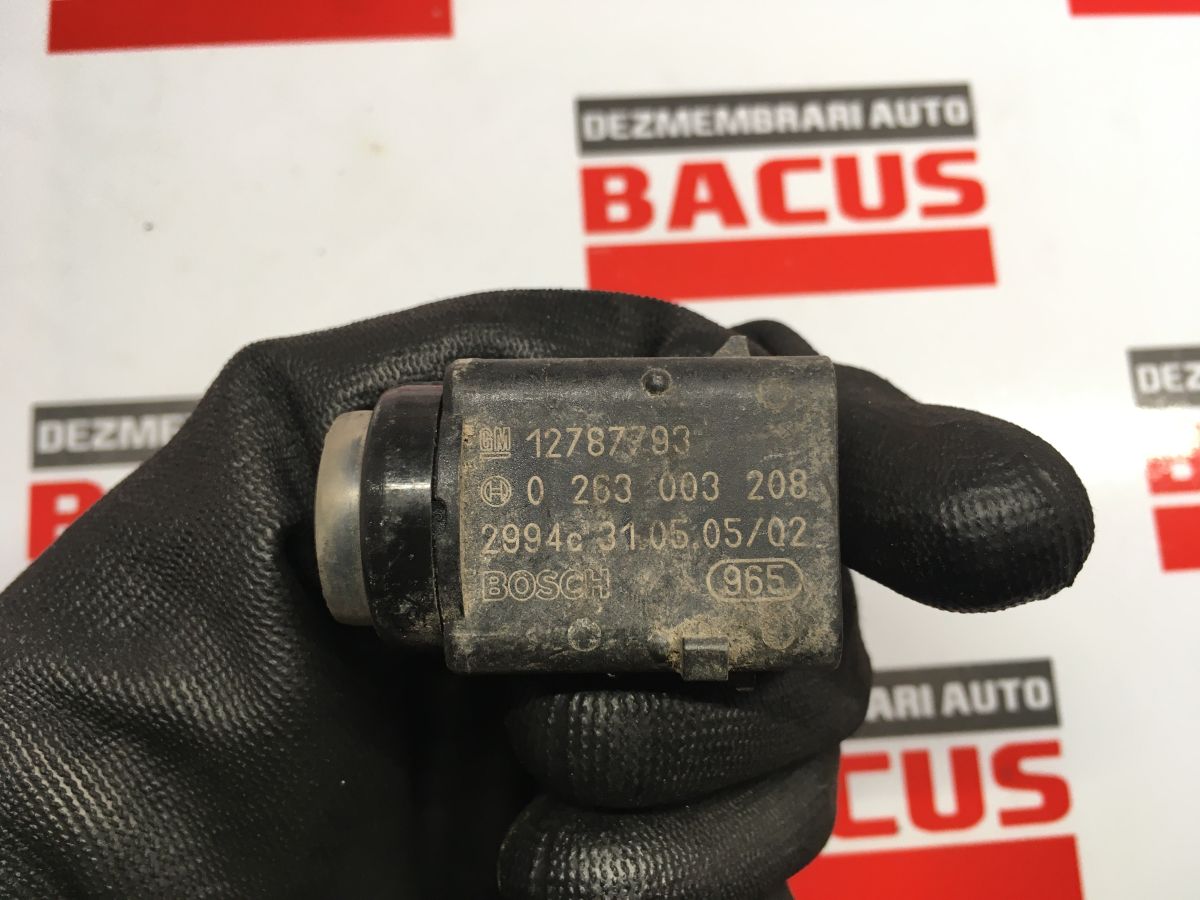 DEZMEMBRARI AUTO
BACUS
DEZMEM
DEZ
GM 12787793
0 263 003 208
2994c 31.05.05/02
BOSCH 965
ARI AUTO
CUS